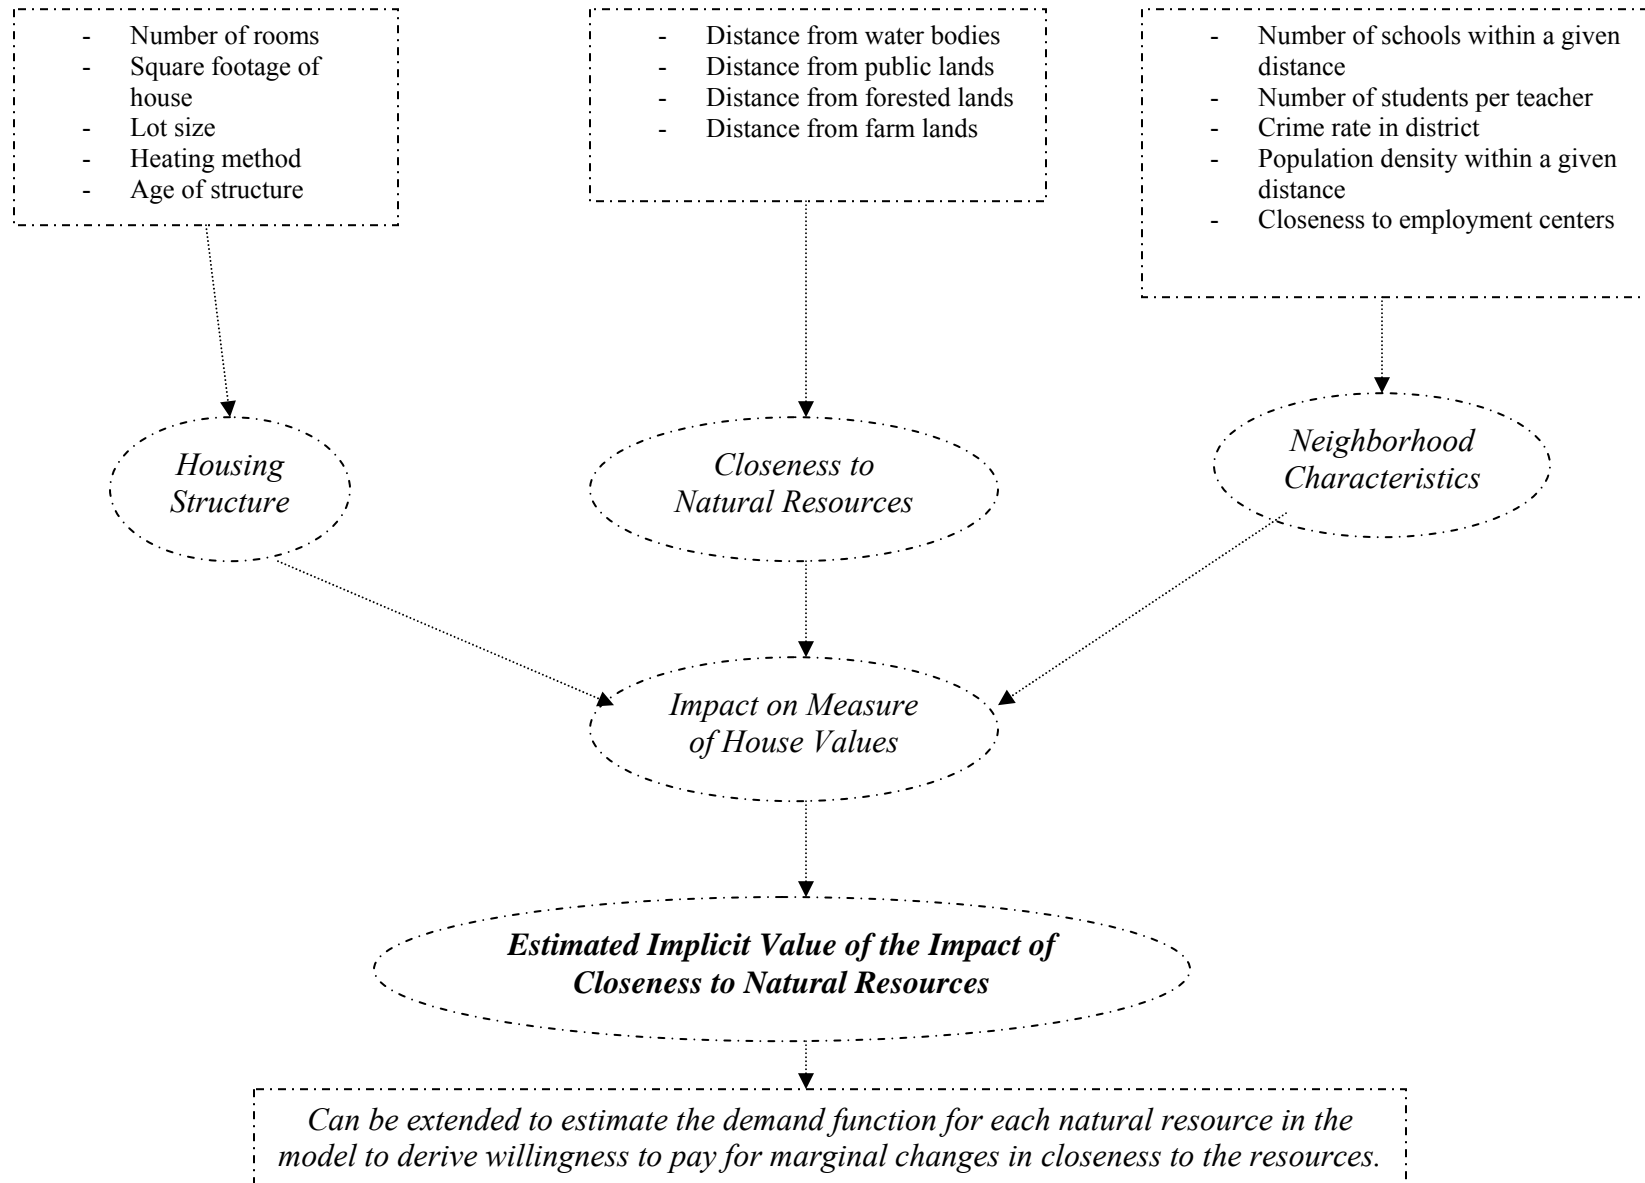 - Number of rooms
- Square footage of
house
- Lot size
- Heating method
- Age of structure
- Distance from water bodies
- Distance from public lands
- Distance from forested lands
- Distance from farm lands
- Number of schools within a given
distance
- Number of students per teacher
- Crime rate in district
- Population density within a given
distance
- Closeness to employment centers
Housing
Structure
Closeness to
Natural Resources
Neighborhood
Characteristics
Impact on Measure
of House Values
Estimated Implicit Value of the Impact of
Closeness to Natural Resources
Can be extended to estimate the demand function for each natural resource in the
model to derive willingness to pay for marginal changes in closeness to the resources.